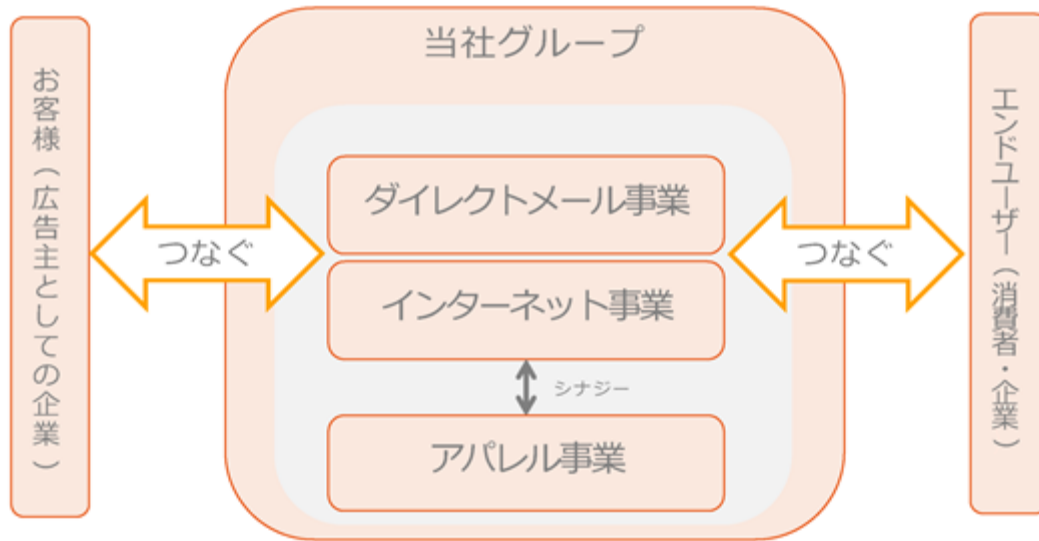 当社グループ
お客様（広告主としての企業）
ダイレクトメール事業
つなぐ
つなぐ
インターネット事業
シナジー
アパレル事業
エンドユーザー（消費者・企業）